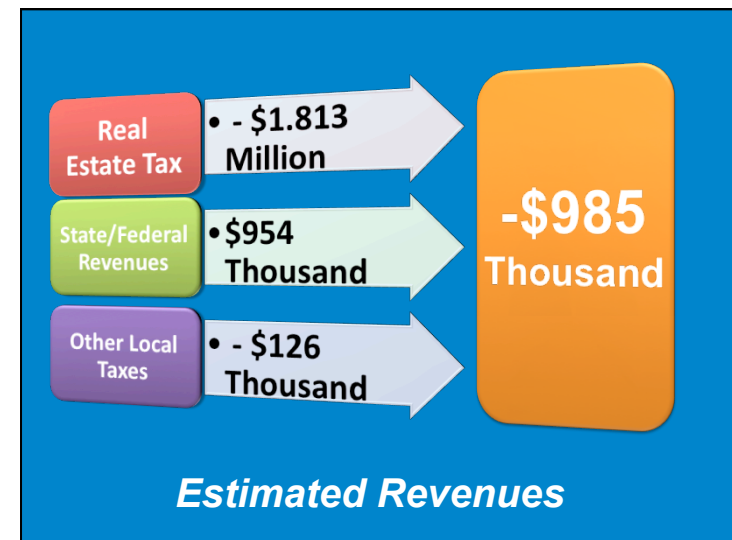 Real
Estate Tax
• - $1.813
Million
State/Federal
Revenues
• $954
Thousand
Other Local
Taxes
• - $126
Thousand
-$985
Thousand
Estimated Revenues